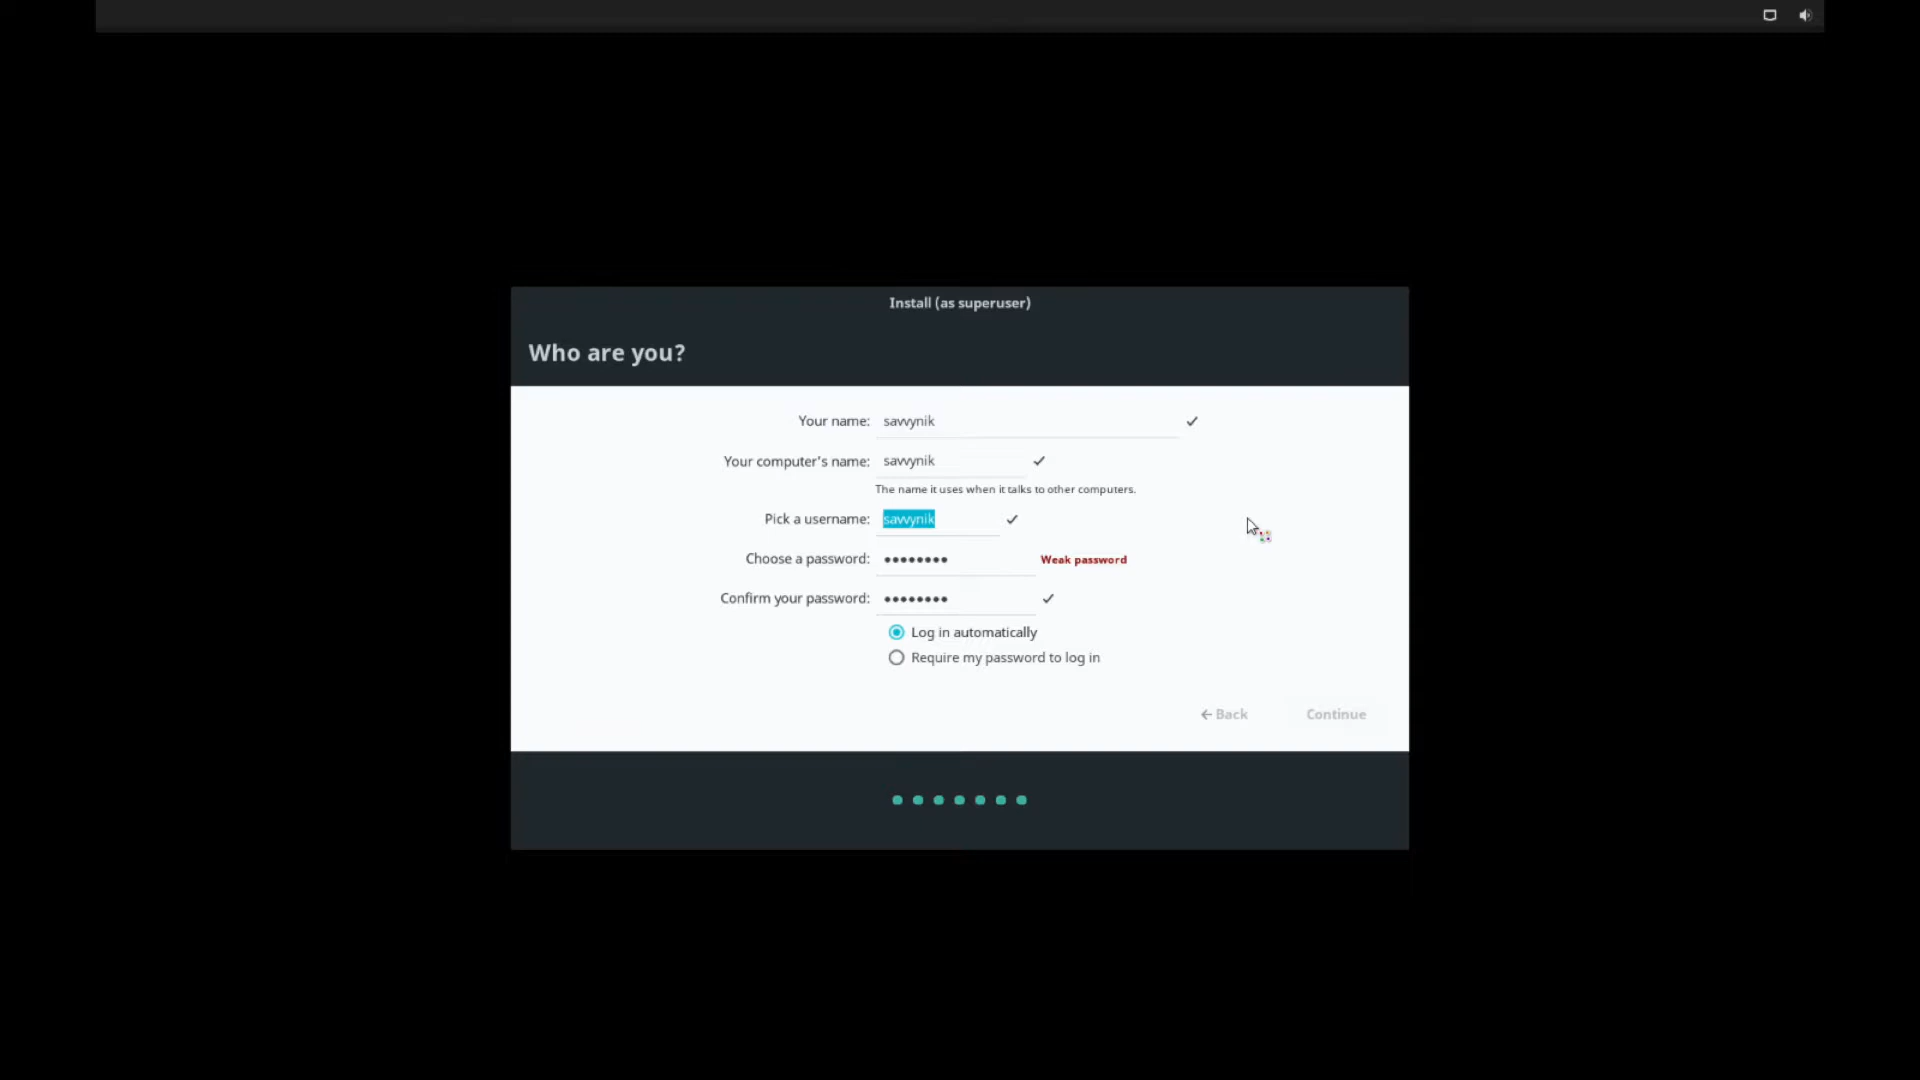 Install (as superuser)
Who are you?
Your name: savvynik
Your computer's name: savvynik
The name it uses when it talks to other computers.
Pick a username: savvynik
Choose a password: ●●●●●●●● Weak password
Confirm your password: ●●●●●●●●
Log in automatically
Require my password to log in
Back Continue